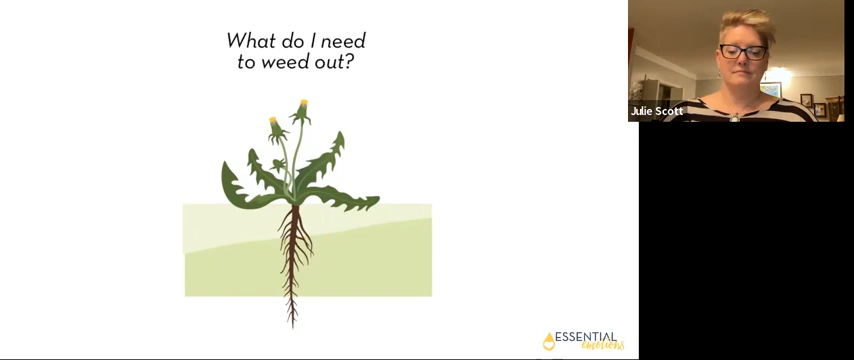 What do I need
to weed out?
Julie Scott
ESSENTIAL
emotions